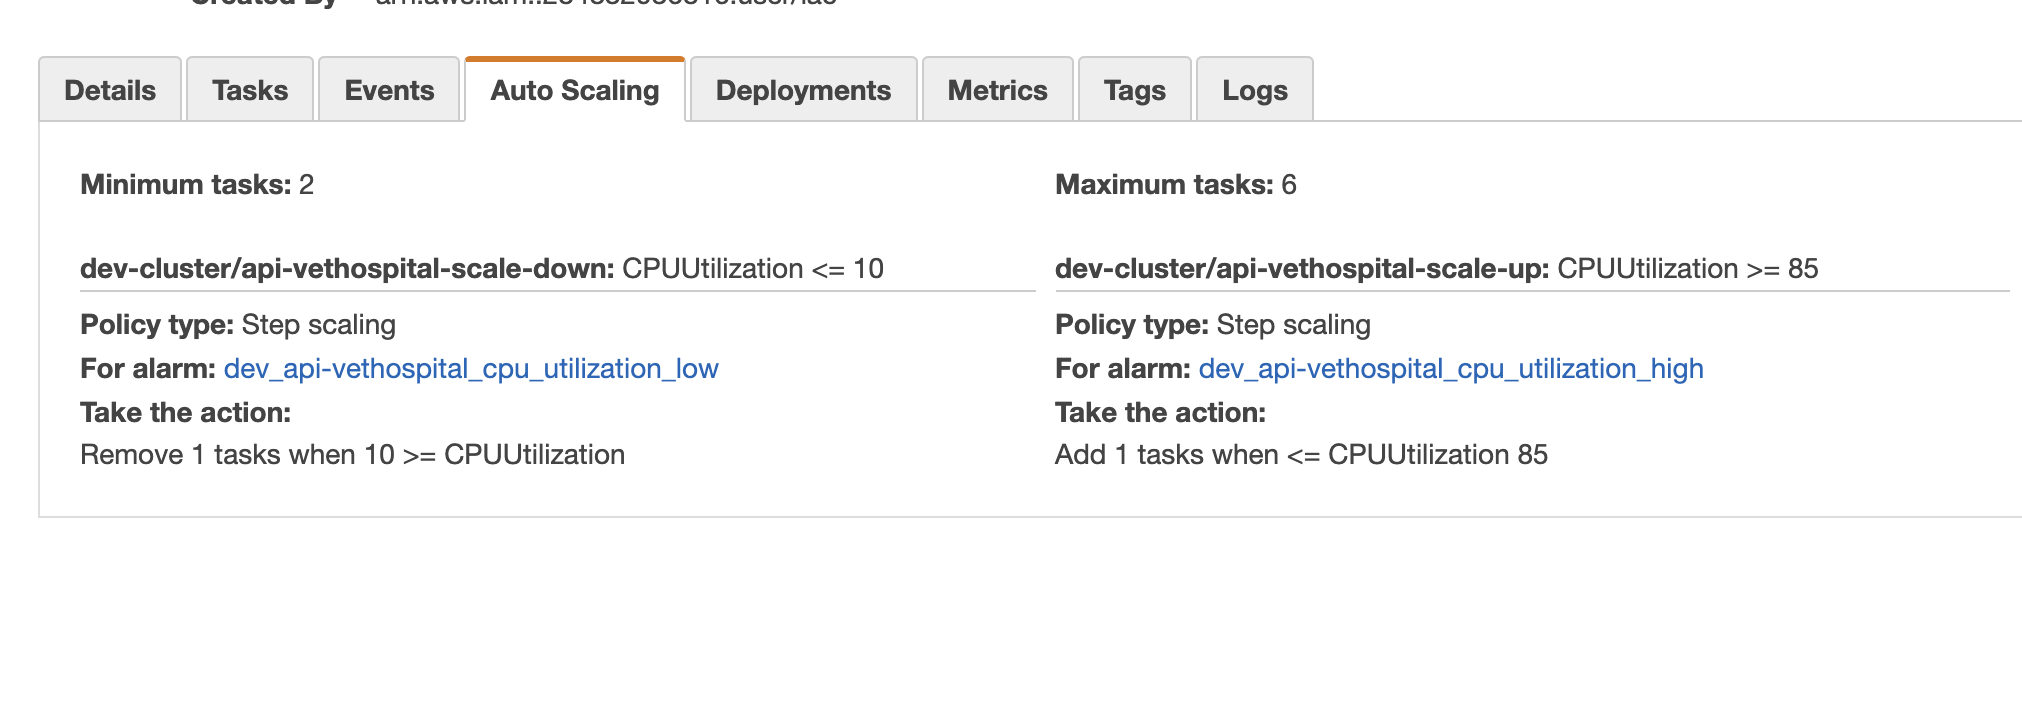 Created By
Details Tasks Events Auto Scaling Deployments Metrics Tags Logs
Minimum tasks: 2
Maximum tasks: 6
dev-cluster/api-vethospital-scale-down: CPUUtilization <= 10
Policy type: Step scaling
For alarm: dev_api-vethospital_cpu_utilization_low
Take the action:
Remove 1 tasks when 10 >= CPUUtilization
dev-cluster/api-vethospital-scale-up: CPUUtilization >= 85
Policy type: Step scaling
For alarm: dev_api-vethospital_cpu_utilization_high
Take the action:
Add 1 tasks when <= CPUUtilization 85